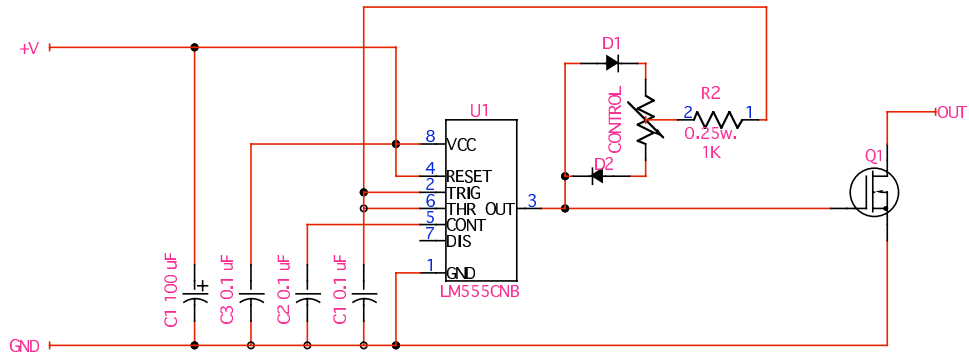 +V
D1
CONTROL
R2
2
1
0.25w.
1K
OUT
U1
8
VCC
4
RESET
2
TRIG
6
THR
OUT
3
5
CONT
7
DIS
1
GND
LM555CNB
D2
Q1
+
C1 100 uF
C3 0.1 uF
C2 0.1 uF
C1 0.1 uF
GND